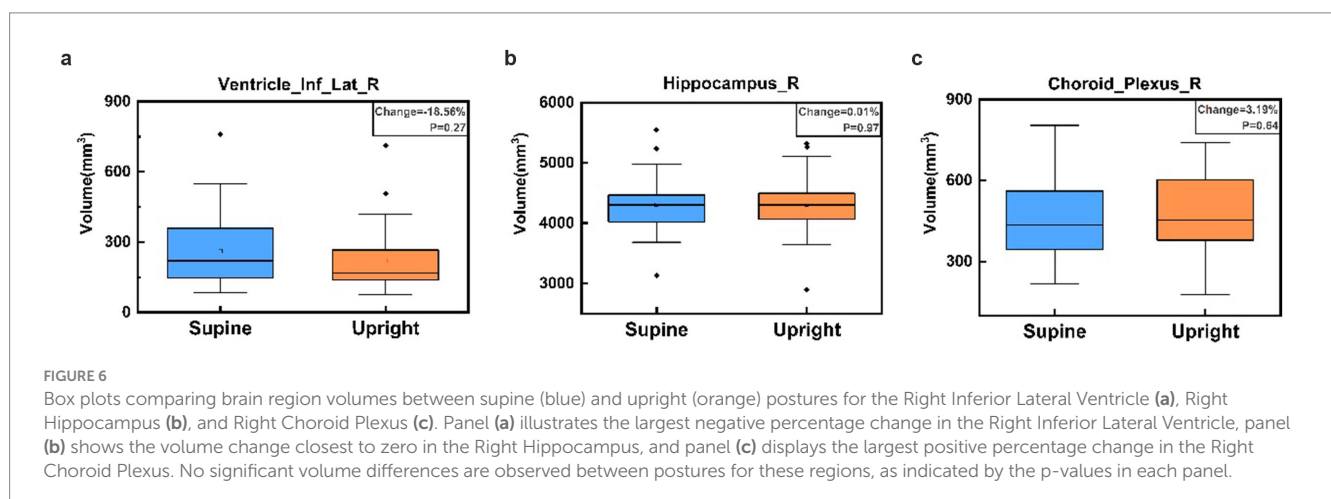 a
Ventricle_Inf_Lat_R
Change=-18.56%
P=0.27
Volume(mm³)
900
600
300
0
Supine
Upright
b
Hippocampus_R
Change=0.01%
P=0.97
Volume(mm³)
6000
5000
4000
3000
Supine
Upright
c
Choroid_Plexus_R
Change=3.19%
P=0.64
Volume(mm³)
900
600
300
Supine
Upright
FIGURE 6
Box plots comparing brain region volumes between supine (blue) and upright (orange) postures for the Right Inferior Lateral Ventricle (a), Right
Hippocampus (b), and Right Choroid Plexus (c). Panel (a) illustrates the largest negative percentage change in the Right Inferior Lateral Ventricle, panel
(b) shows the volume change closest to zero in the Right Hippocampus, and panel (c) displays the largest positive percentage change in the Right
Choroid Plexus. No significant volume differences are observed between postures for these regions, as indicated by the p-values in each panel.